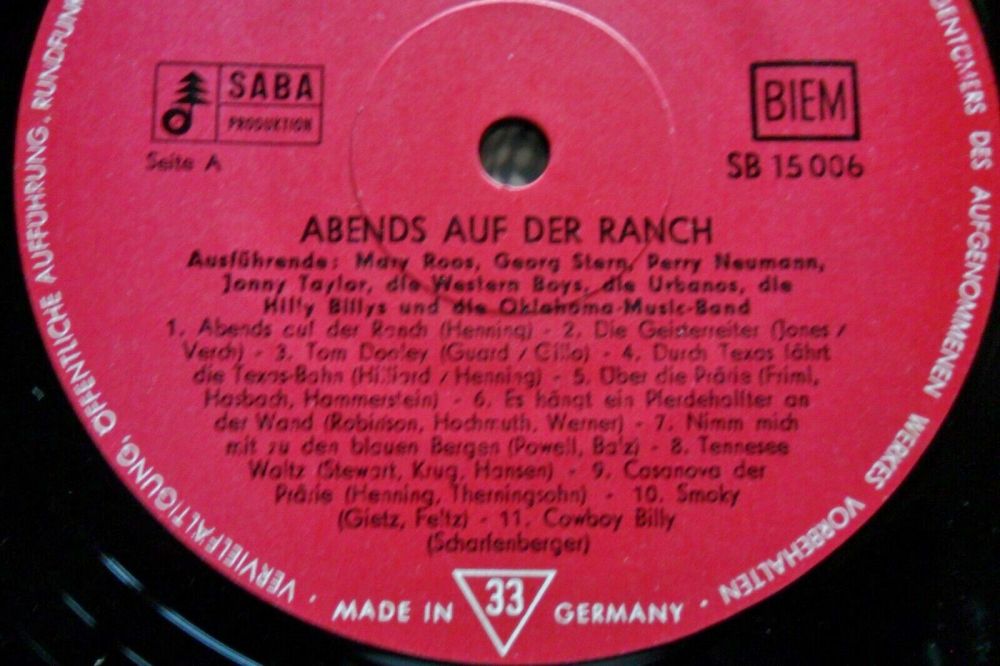 SABA
PRODUKTION
BIEM
Seite A
SB 15 006
ABENDS AUF DER RANCH
Ausführende: Mary Roos, Georg Stern, Perry Neumann,
Jonny Taylor, die Western Boys, die Urbanos, die
Hilly Billys und die Oklahoma-Music-Band
1. Abends auf der Ranch (Henning) - 2. Die Geisterreiter (Jones /
Verch) - 3. Tom Dooley (Guard / Cilla) - 4. Durch Texas fährt
die Texas-Bahn (Hilliard / Henning) - 5. Über die Prärie (Friml,
Hasbach, Hammerstein) - 6. Es hängt ein Pferdehalfter an
der Wand (Robinson, Hochmuth, Werner) - 7. Nimm mich
mit zu den blauen Bergen (Powell, Balz) - 8. Tennesee
Waltz (Stewart, Krug, Hansen) - 9. Casanova der
Prärie (Henning, Therningsohn) - 10. Smoky
(Gietz, Feltz) - 11. Cowboy Billy
(Scharfenberger)
MADE IN 33 GERMANY
DES AUFGENOMMENEN WERKES VORBEHALTEN · VERVIELFÄLTIGUNG, ÖFFENTLICHE AUFFÜHRUNG,